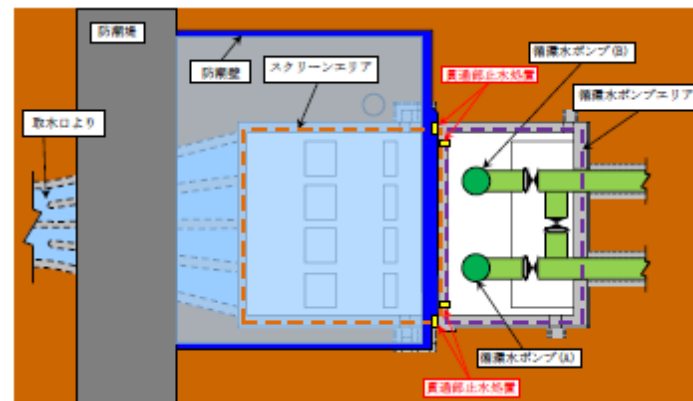 防潮堤
取水口より
防潮壁
スクリーンエリア
貫通部止水処置
循環水ポンプ(B)
循環水ポンプエリア
循環水ポンプ(A)
貫通部止水処置